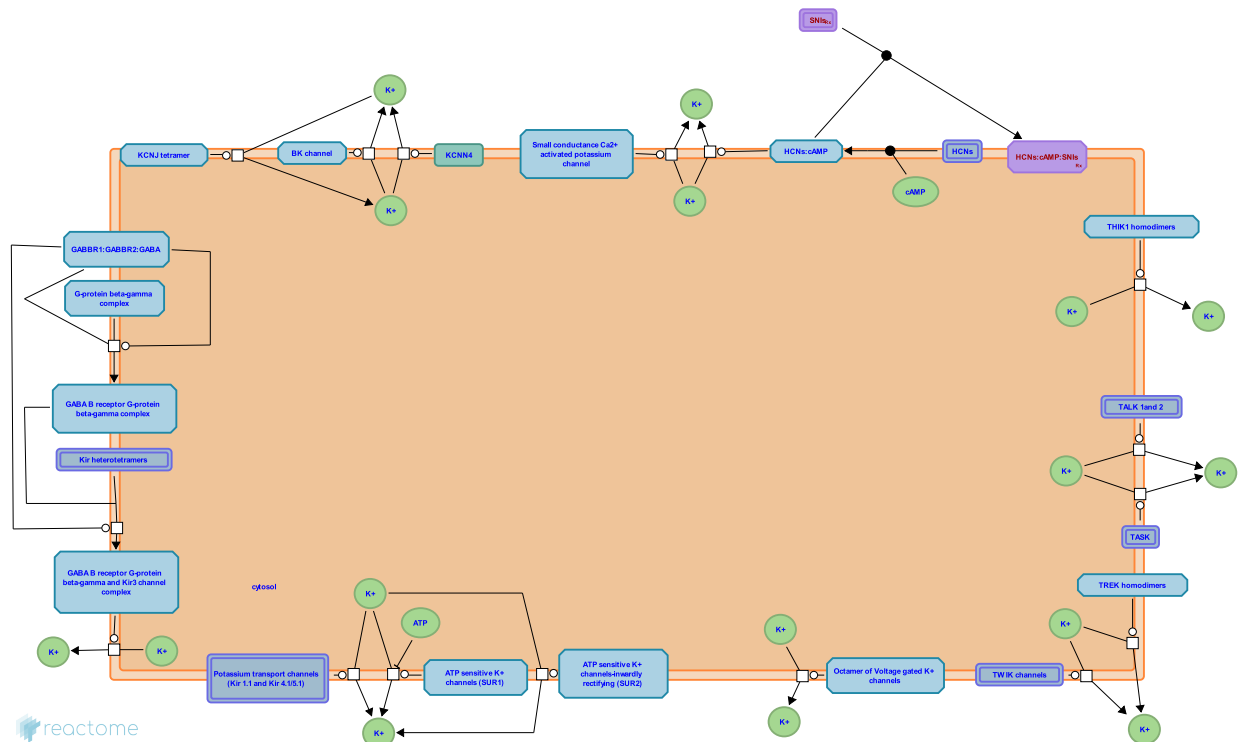 SNIs Rx
K+
K+
KCNJ tetramer
BK channel
KCNN4
Small conductance Ca2+
activated potassium
channel
HCNs:cAMP
HCNs
HCNs:cAMP:SNIs
Rx
cAMP
K+
K+
THIK1 homodimers
GABBR1:GABBR2:GABA
G-protein beta-gamma
complex
K+
K+
GABA B receptor G-protein
beta-gamma complex
TALK 1and 2
Kir heterotetramers
K+
K+
TASK
GABA B receptor G-protein
beta-gamma and Kir3 channel
complex
cytosol
TREK homodimers
K+
ATP
K+
K+
K+
K+
Potassium transport channels
(Kir 1.1 and Kir 4.1/5.1)
ATP sensitive K+
channels (SUR1)
ATP sensitive K+
channels-inwardly
rectifying (SUR2)
Octamer of Voltage gated K+
channels
TWIK channels
K+
K+
K+
reactome